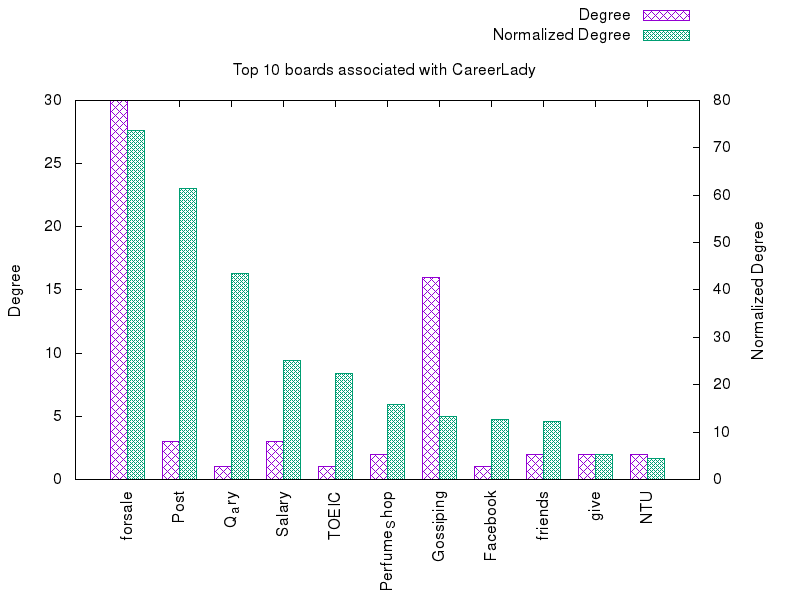 Degree
Normalized Degree
Top 10 boards associated with CareerLady
30
25
20
15
10
5
0
80
70
60
50
40
30
20
10
0
Degree
Normalized Degree
forsale
Post
Qary
Salary
TOEIC
PerfumeShop
Gossiping
Facebook
friends
give
NTU